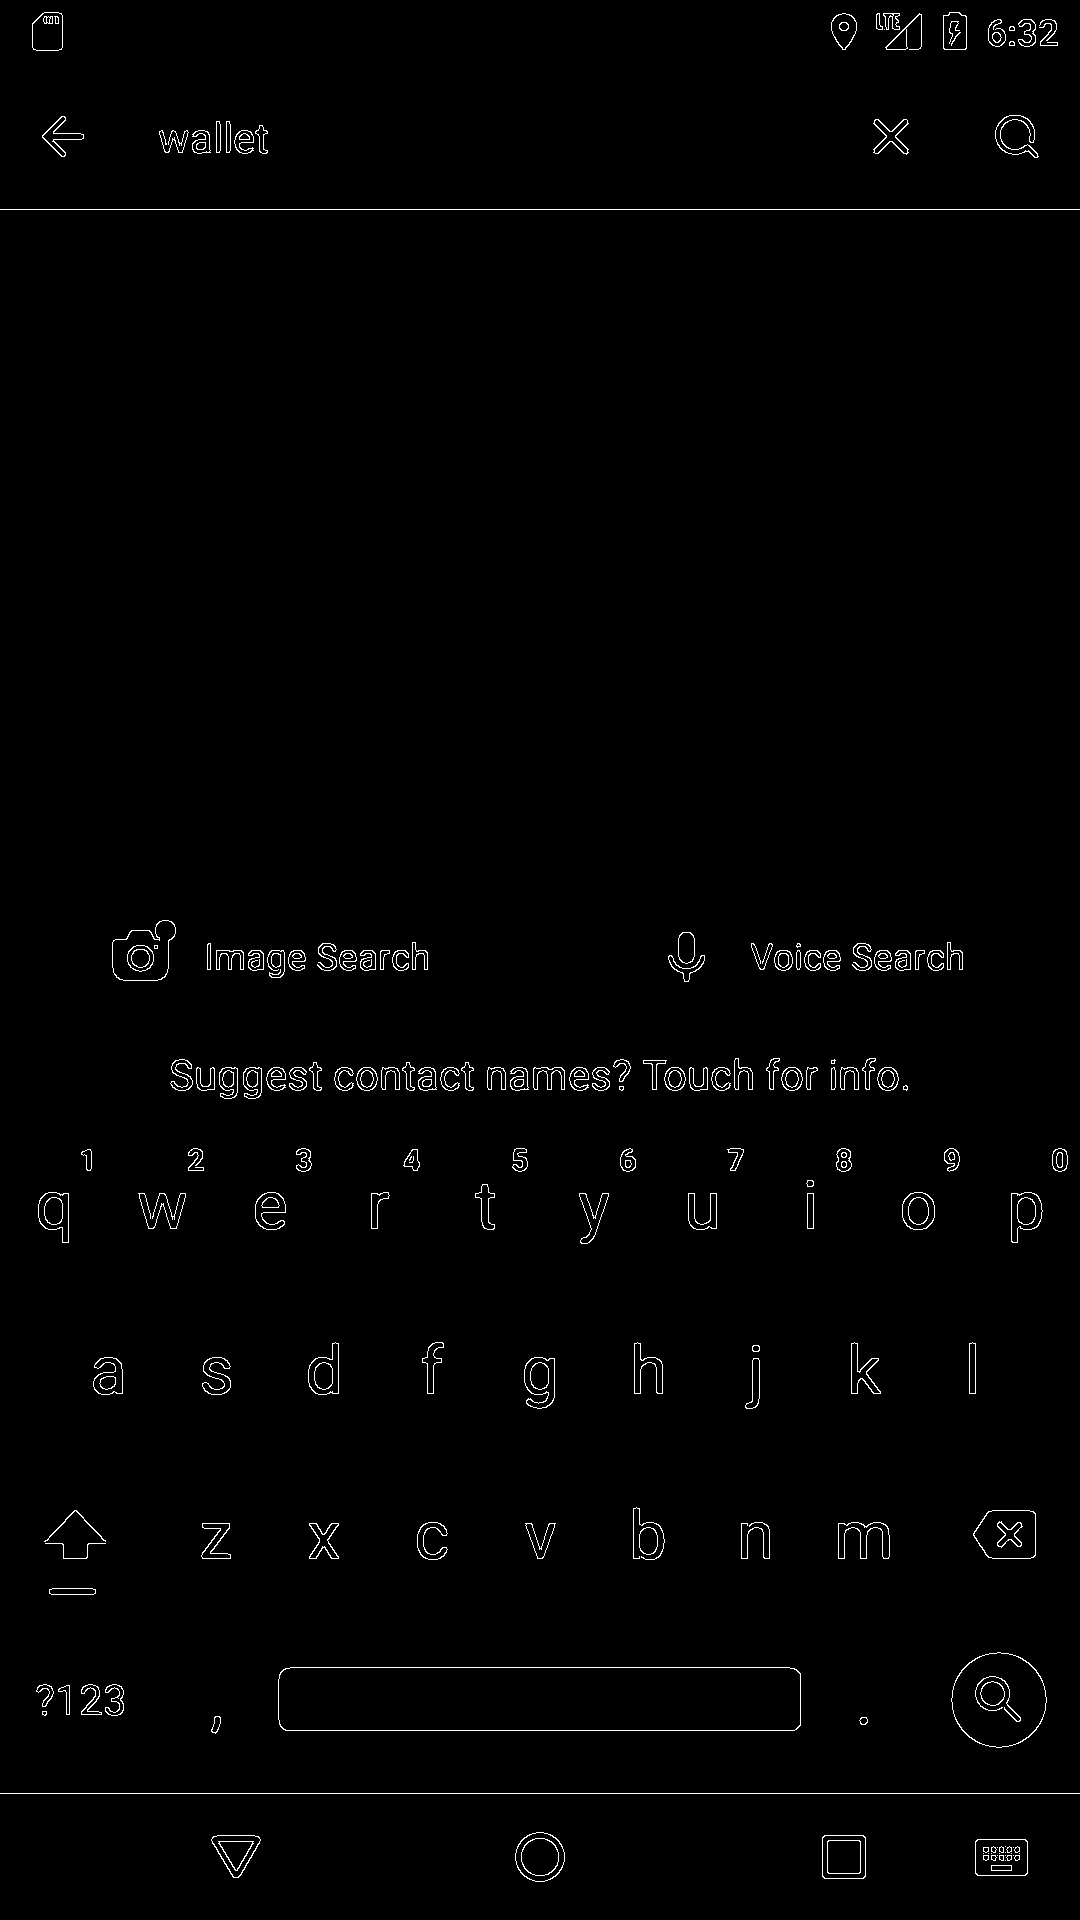 LTE 6:32
wallet
Image Search Voice Search
Suggest contact names? Touch for info.
1 2 3 4 5 6 7 8 9 0
q w e r t y u i o p
a s d f g h j k l
z x c v b n m
?123 , .